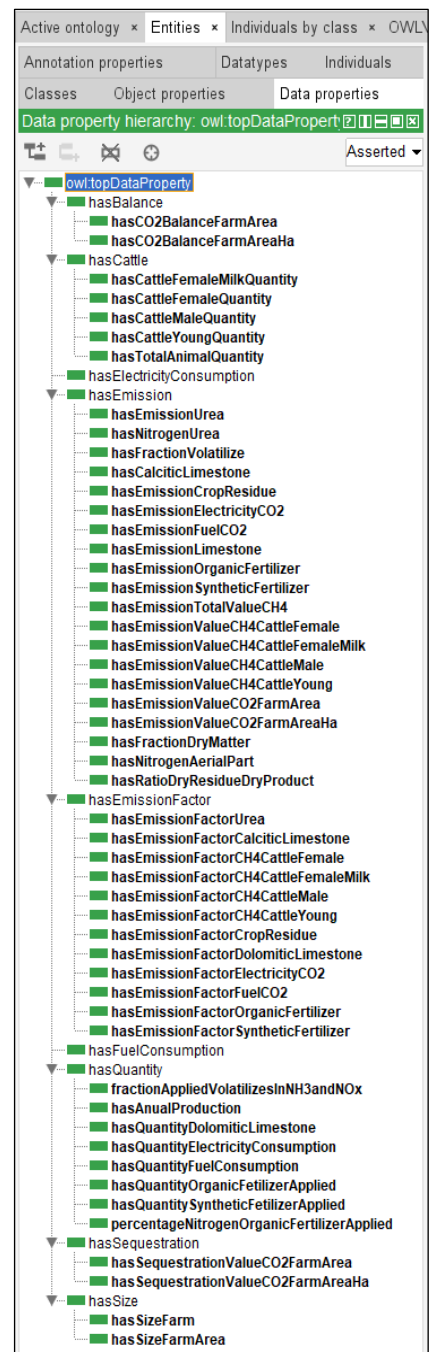 Active ontology × Entities × Individuals by class × OWLV
Annotation properties Datatypes Individuals
Classes Object properties Data properties
Data property hierarchy: owl:topDataPropert
Asserted
owl:topDataProperty
hasBalance
hasCO2BalanceFarmArea
hasCO2BalanceFarmAreaHa
hasCattle
hasCattleFemaleMilkQuantity
hasCattleFemaleQuantity
hasCattleMaleQuantity
hasCattleYoungQuantity
hasTotalAnimalQuantity
hasElectricityConsumption
hasEmission
hasEmissionUrea
hasNitrogenUrea
hasFractionVolatilize
hasCalciticLimestone
hasEmissionCropResidue
hasEmissionElectricityCO2
hasEmissionFuelCO2
hasEmissionLimestone
hasEmissionOrganicFertilizer
hasEmissionSyntheticFertilizer
hasEmissionTotalValueCH4
hasEmissionValueCH4CattleFemale
hasEmissionValueCH4CattleFemaleMilk
hasEmissionValueCH4CattleMale
hasEmissionValueCH4CattleYoung
hasEmissionValueCO2FarmArea
hasEmissionValueCO2FarmAreaHa
hasFractionDryMatter
hasNitrogenAerialPart
hasRatioDryResidueDryProduct
hasEmissionFactor
hasEmissionFactorUrea
hasEmissionFactorCalciticLimestone
hasEmissionFactorCH4CattleFemale
hasEmissionFactorCH4CattleFemaleMilk
hasEmissionFactorCH4CattleMale
hasEmissionFactorCH4CattleYoung
hasEmissionFactorCropResidue
hasEmissionFactorDolomiticLimestone
hasEmissionFactorElectricityCO2
hasEmissionFactorFuelCO2
hasEmissionFactorOrganicFertilizer
hasEmissionFactorSyntheticFertilizer
hasFuelConsumption
hasQuantity
fractionAppliedVolatilizesInNH3andNOx
hasAnualProduction
hasQuantityDolomiticLimestone
hasQuantityElectricityConsumption
hasQuantityFuelConsumption
hasQuantityOrganicFetilizerApplied
hasQuantitySyntheticFetilizerApplied
percentageNitrogenOrganicFertilizerApplied
hasSequestration
hasSequestrationValueCO2FarmArea
hasSequestrationValueCO2FarmAreaHa
hasSize
hasSizeFarm
hasSizeFarmArea